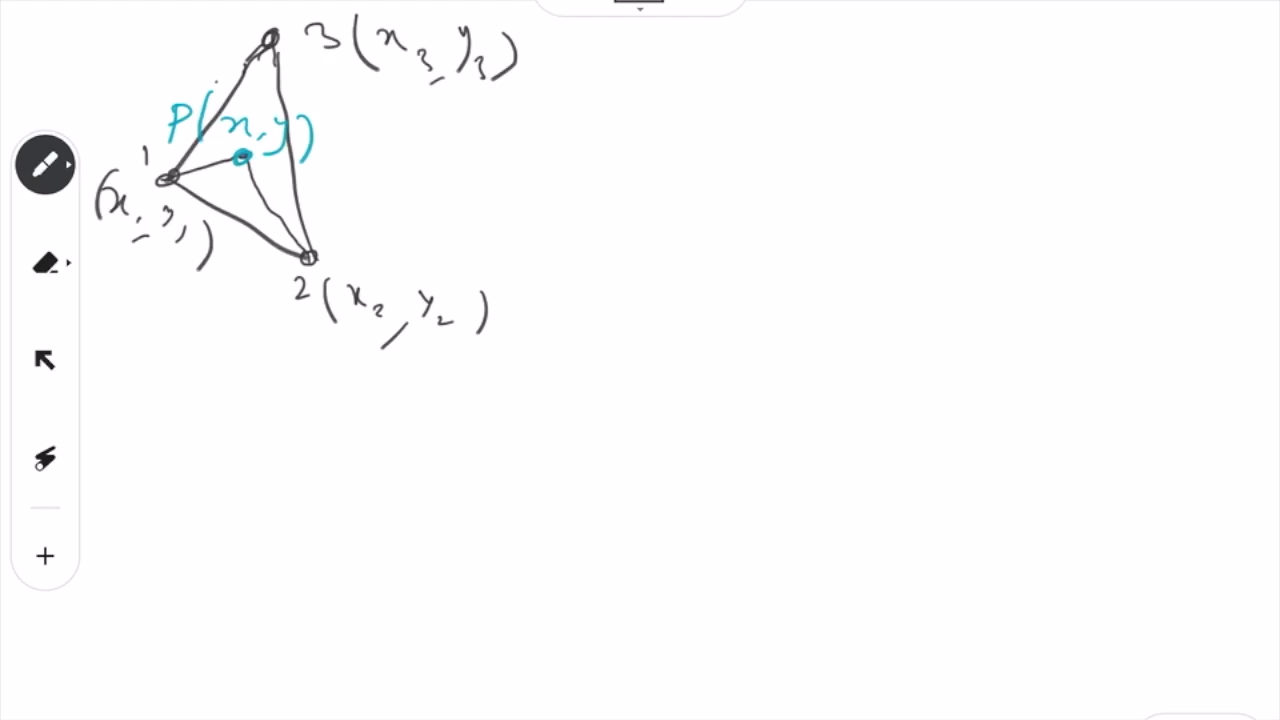 3 (x₃, y₃)
P(x, y)
1
(x₁, y₁)
2 (x₂, y₂)